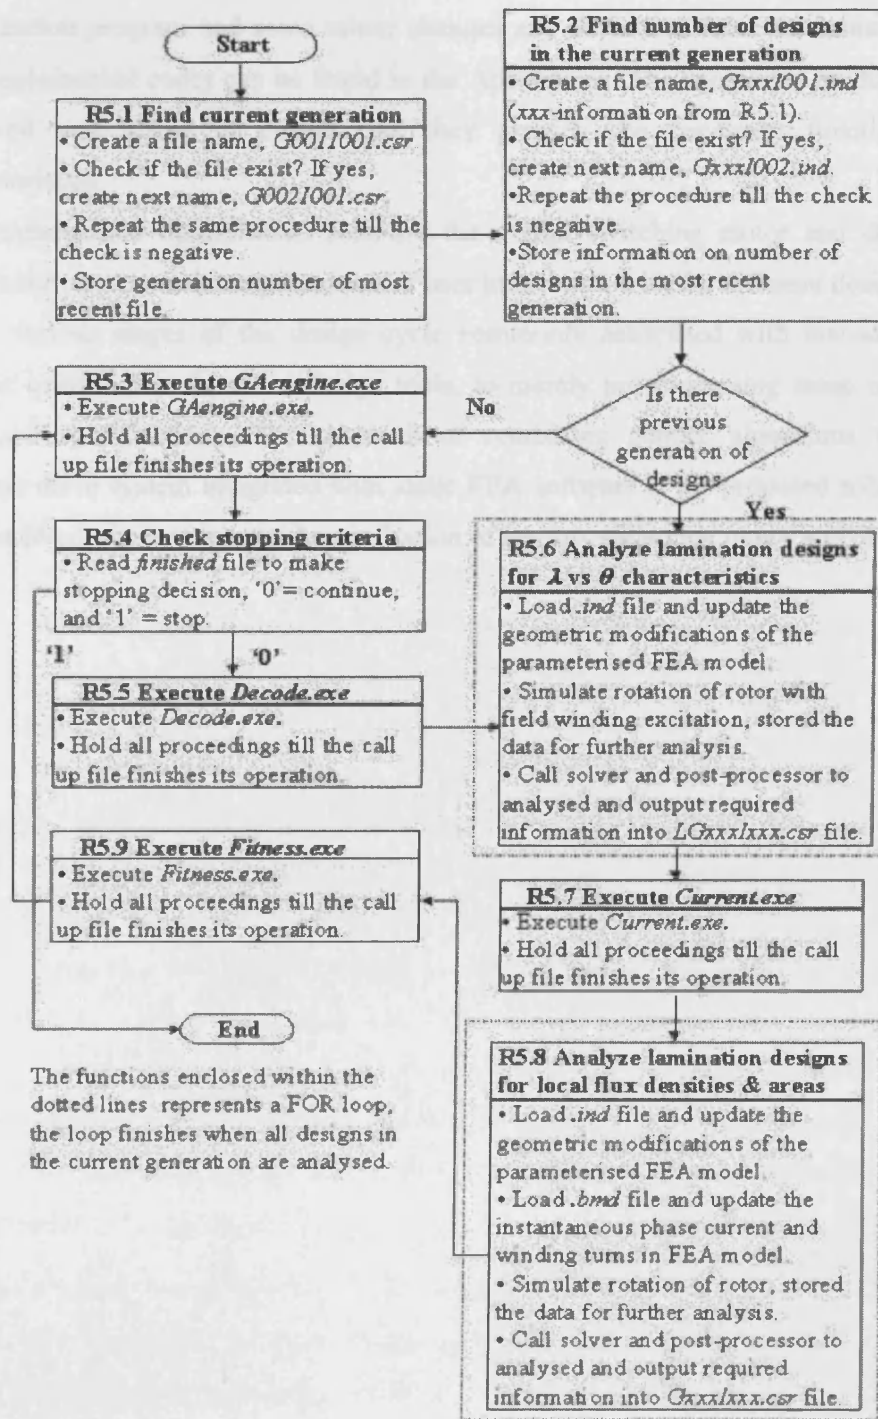 Start
R5.1 Find current generation
• Create a file name, G001I001.csr
• Check if the file exist? If yes,
create next name, G002I001.csr.
• Repeat the same procedure till the
check is negative.
• Store generation number of most
recent file.
R5.2 Find number of designs
in the current generation
• Create a file name, GxxxI001.ind
(xxx-information from R5.1).
• Check if the file exist? If yes,
create next name, GxxxI002.ind.
•Repeat the procedure till the check
is negative.
•Store information on number of
designs in the most recent
generation.
Is there
previous
generation of
designs
No
Yes
R5.3 Execute GAengine.exe
• Execute GAengine.exe.
• Hold all proceedings till the call
up file finishes its operation.
R5.4 Check stopping criteria
• Read finished file to make
stopping decision, '0'= continue,
and '1' = stop.
'1'
'0'
R5.5 Execute Decode.exe
• Execute Decode.exe.
• Hold all proceedings till the call
up file finishes its operation.
R5.6 Analyze lamination designs
for λ vs θ characteristics
• Load .ind file and update the
geometric modifications of the
parameterised FEA model.
• Simulate rotation of rotor with
field winding excitation, stored the
data for further analysis.
• Call solver and post-processor to
analysed and output required
information into LGxxxIxxx.csr file.
R5.7 Execute Current.exe
• Execute Current.exe.
• Hold all proceedings till the call
up file finishes its operation.
R5.8 Analyze lamination designs
for local flux densities & areas
• Load .ind file and update the
geometric modifications of the
parameterised FEA model.
• Load .bmd file and update the
instantaneous phase current and
winding turns in FEA model.
• Simulate rotation of rotor, stored
the data for further analysis.
• Call solver and post-processor to
analysed and output required
information into GxxxIxxx.csr file.
R5.9 Execute Fitness.exe
• Execute Fitness.exe.
• Hold all proceedings till the call
up file finishes its operation.
End
The functions enclosed within the
dotted lines represents a FOR loop,
the loop finishes when all designs in
the current generation are analysed.